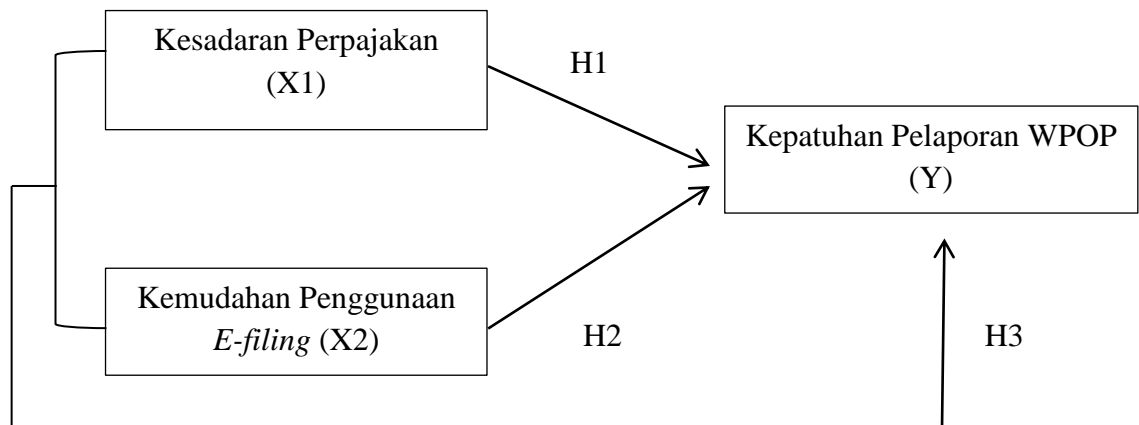 Kesadaran Perpajakan
(X1)
H1
Kepatuhan Pelaporan WPOP
(Y)
Kemudahan Penggunaan
E-filing (X2)
H2
H3